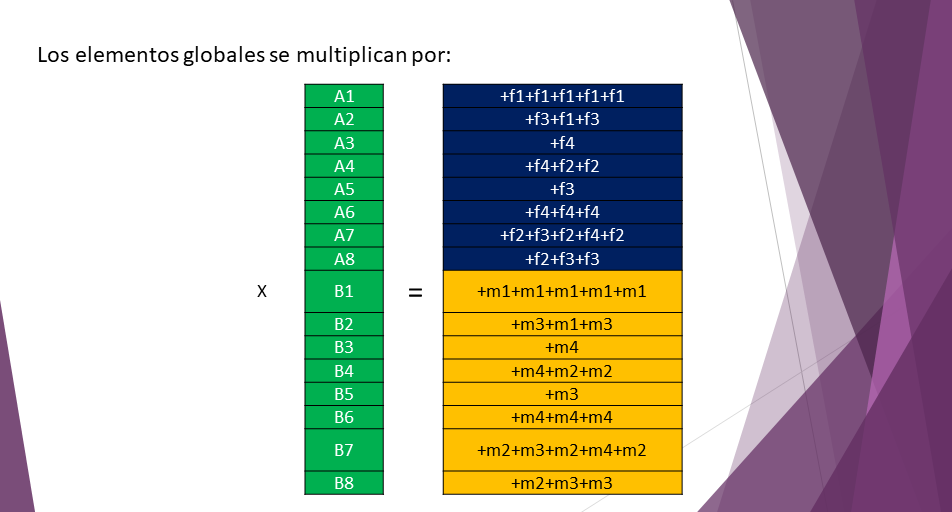 Los elementos globales se multiplican por:
A1 +f1+f1+f1+f1+f1
A2 +f3+f1+f3
A3 +f4
A4 +f4+f2+f2
A5 +f3
A6 +f4+f4+f4
A7 +f2+f3+f2+f4+f2
A8 +f2+f3+f3
X B1 = +m1+m1+m1+m1+m1
B2 +m3+m1+m3
B3 +m4
B4 +m4+m2+m2
B5 +m3
B6 +m4+m4+m4
B7 +m2+m3+m2+m4+m2
B8 +m2+m3+m3